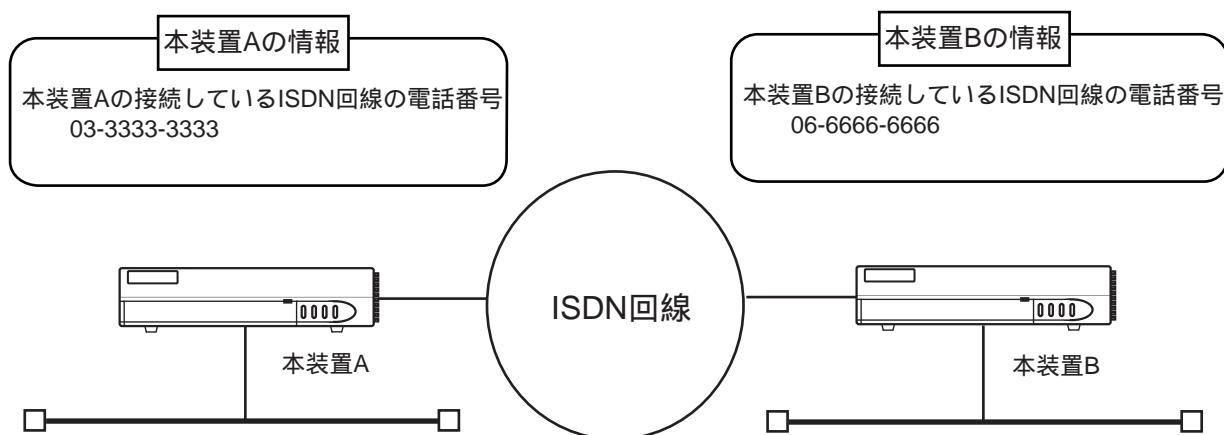 本装置Aの情報
本装置Aの接続しているISDN回線の電話番号
03-3333-3333
本装置Bの情報
本装置Bの接続しているISDN回線の電話番号
06-6666-6666
ISDN回線
本装置A
本装置B